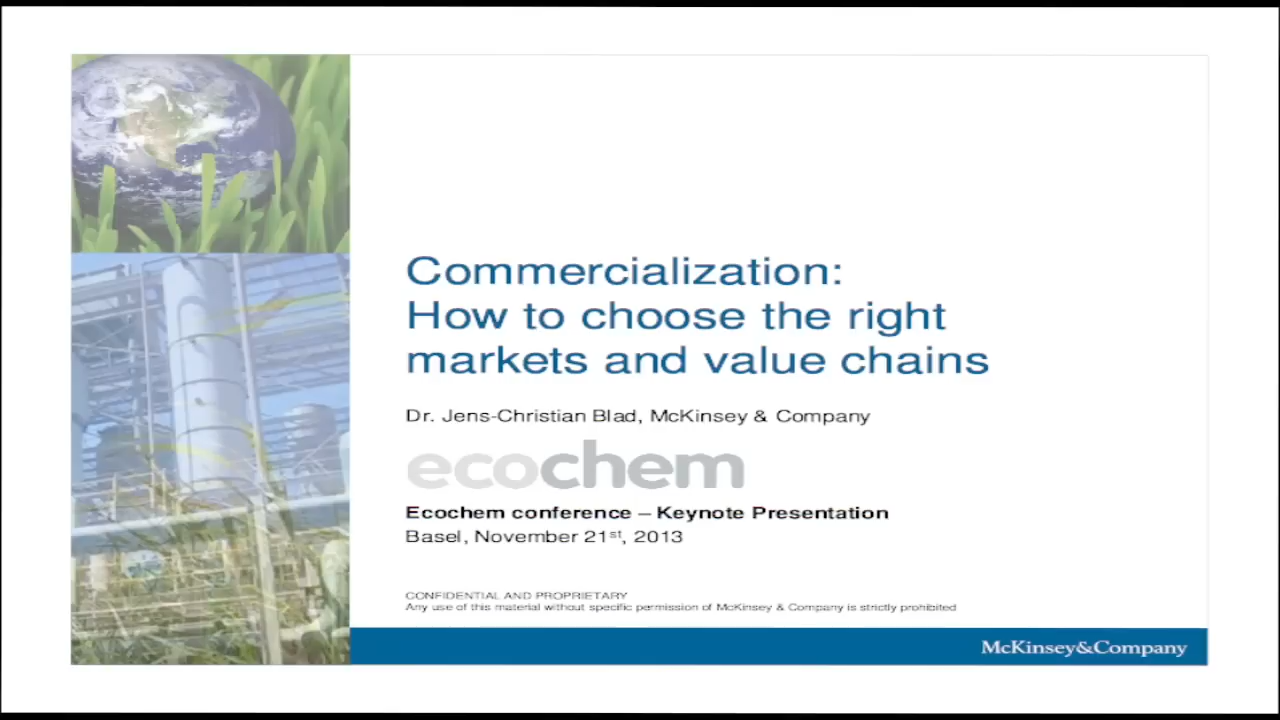 Commercialization:
How to choose the right
markets and value chains
Dr. Jens-Christian Blad, McKinsey & Company
ecochem
Ecochem conference – Keynote Presentation
Basel, November 21st, 2013
CONFIDENTIAL AND PROPRIETARY
Any use of this material without specific permission of McKinsey & Company is strictly prohibited
McKinsey&Company